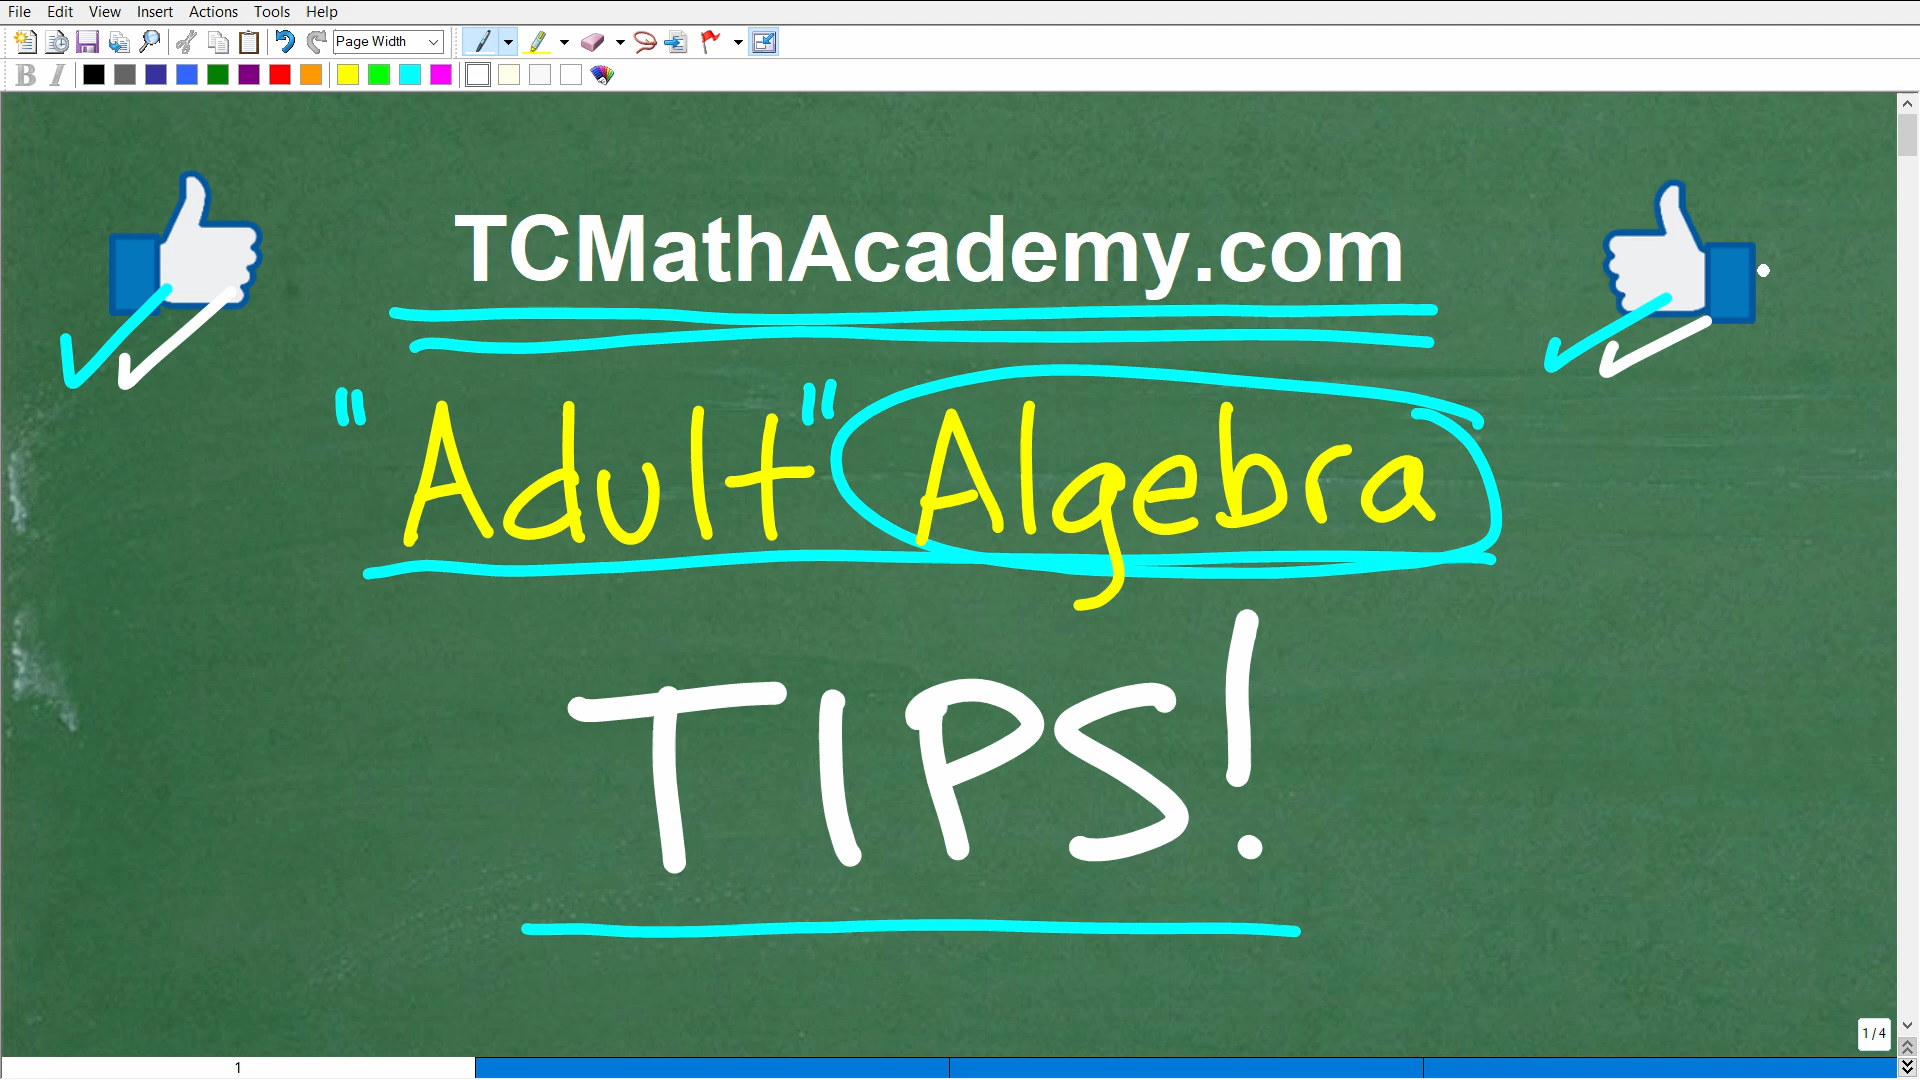 File Edit View Insert Actions Tools Help
Page Width
B I
TCMathAcademy.com
"Adult" Algebra
TIPS!
1 / 4
1